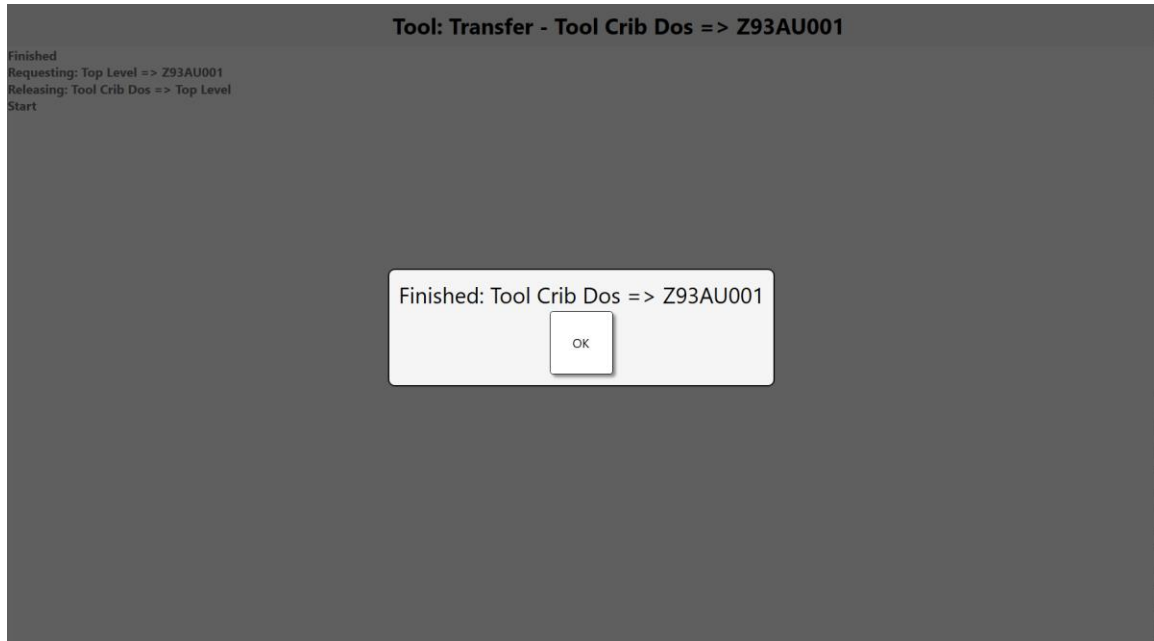 Tool: Transfer - Tool Crib Dos => Z93AU001
Finished
Requesting: Top Level => Z93AU001
Releasing: Tool Crib Dos => Top Level
Start
Finished: Tool Crib Dos => Z93AU001
OK